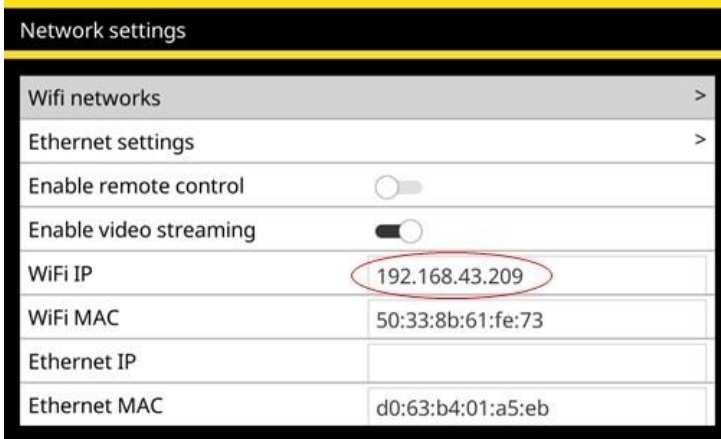 Network settings
Wifi networks >
Ethernet settings >
Enable remote control
Enable video streaming
WiFi IP 192.168.43.209
WiFi MAC 50:33:8b:61:fe:73
Ethernet IP
Ethernet MAC d0:63:b4:01:a5:eb